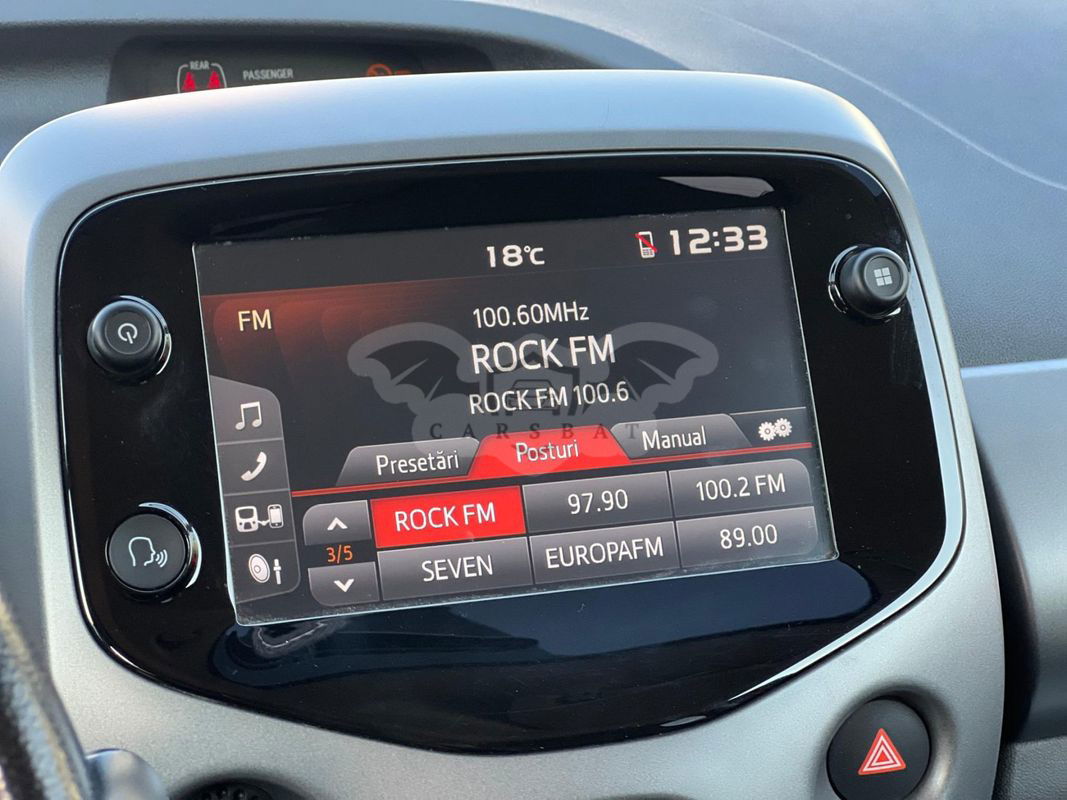 REAR
PASSENGER
18°C
12:33
FM
100.60MHz
ROCK FM
ROCK FM 100.6
CARSBAT
Presetări
Posturi
Manual
ROCK FM
97.90
100.2 FM
3/5
SEVEN
EUROPAFM
89.00